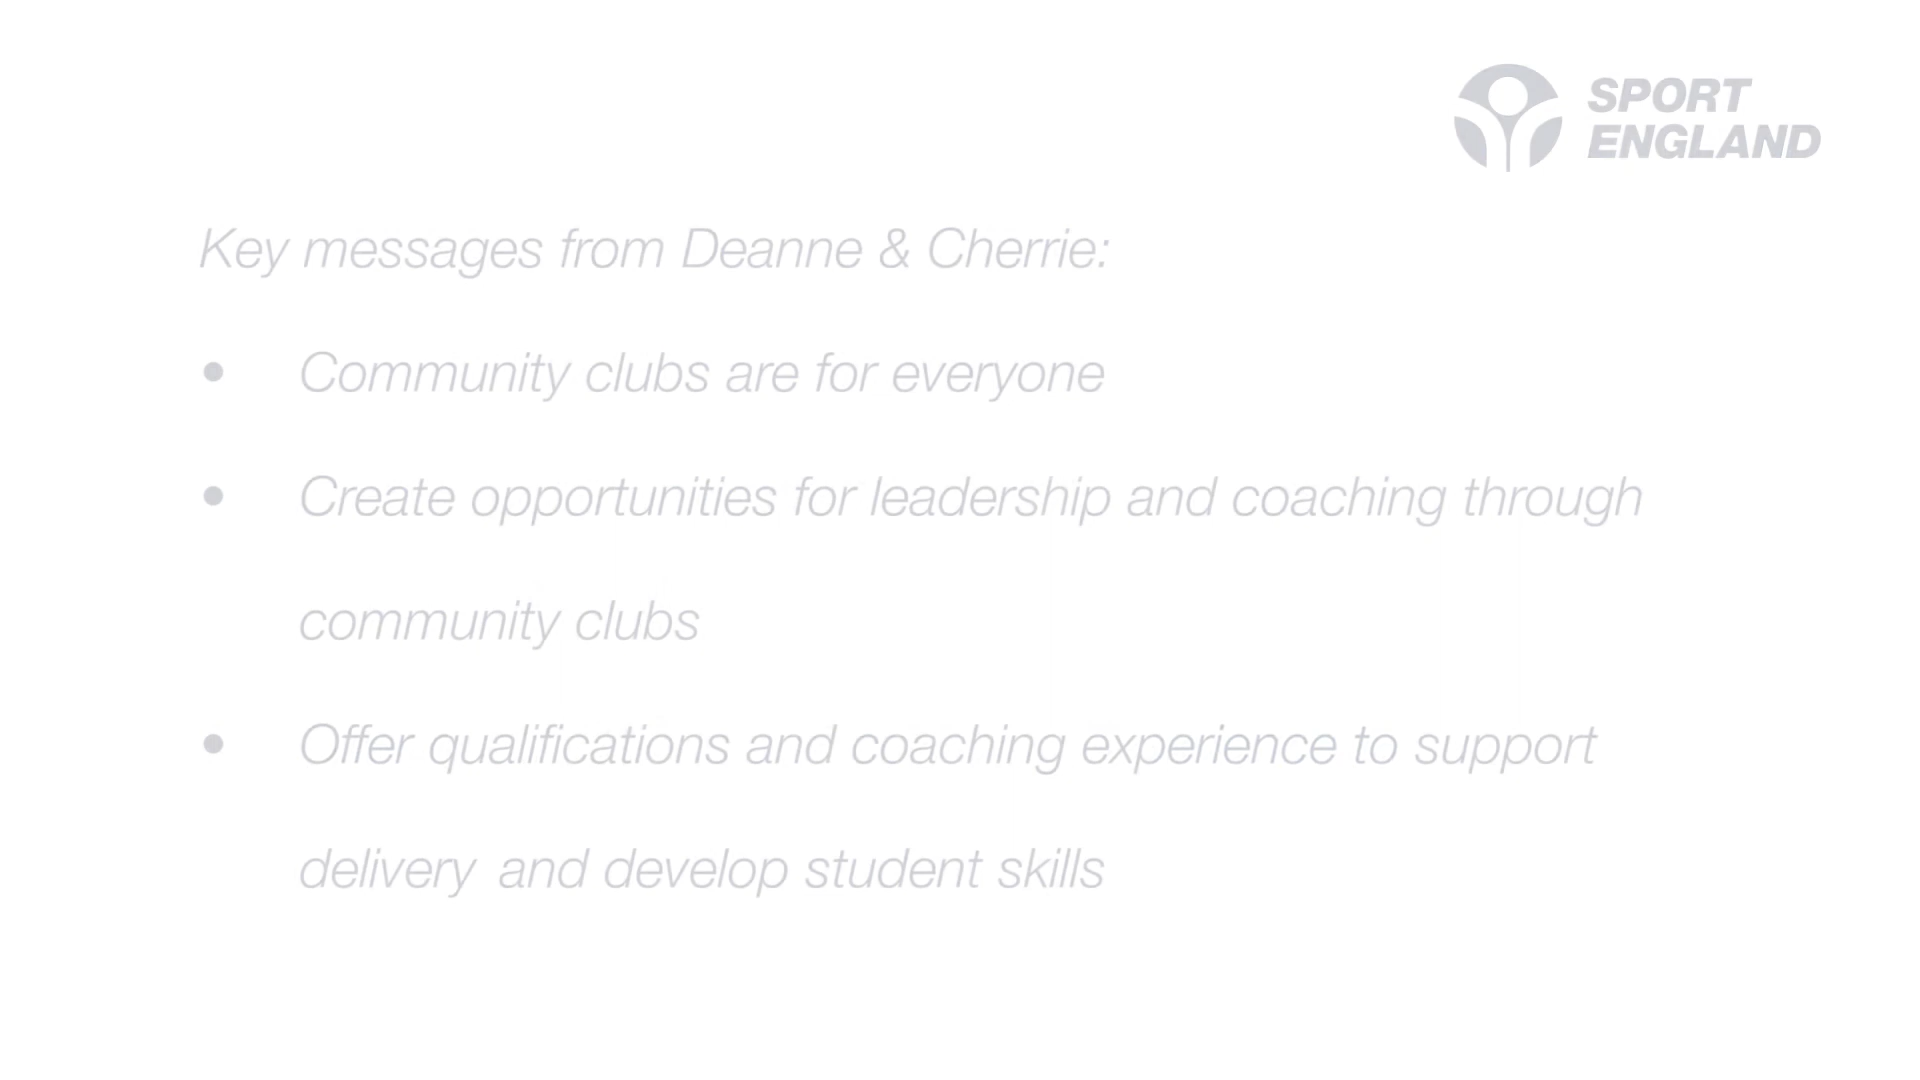 SPORT
ENGLAND
Key messages from Deanne & Cherrie:
• Community clubs are for everyone
• Create opportunities for leadership and coaching through
community clubs
• Offer qualifications and coaching experience to support
delivery and develop student skills